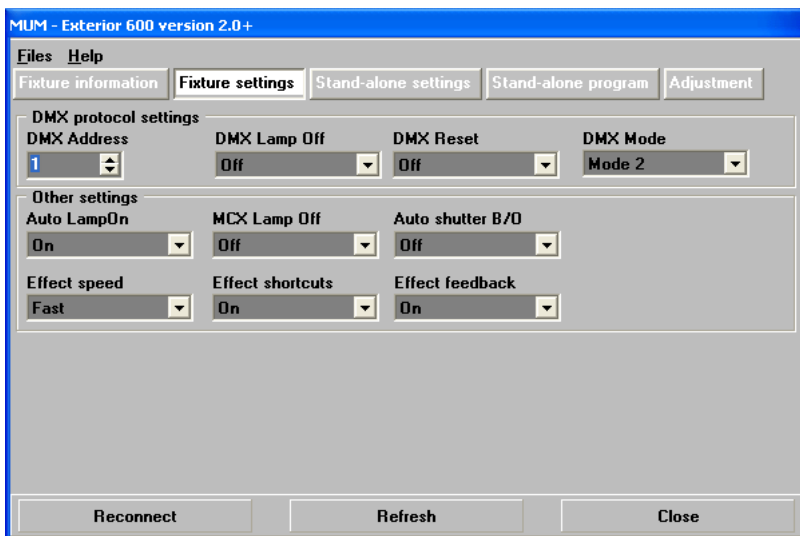 MUM - Exterior 600 version 2.0+
Files Help
Fixture information Fixture settings Stand-alone settings Stand-alone program Adjustment
DMX protocol settings
DMX Address DMX Lamp Off DMX Reset DMX Mode
1 Off Off Mode 2
Other settings
Auto LampOn MCX Lamp Off Auto shutter B/O
On Off Off
Effect speed Effect shortcuts Effect feedback
Fast On On
Reconnect Refresh Close